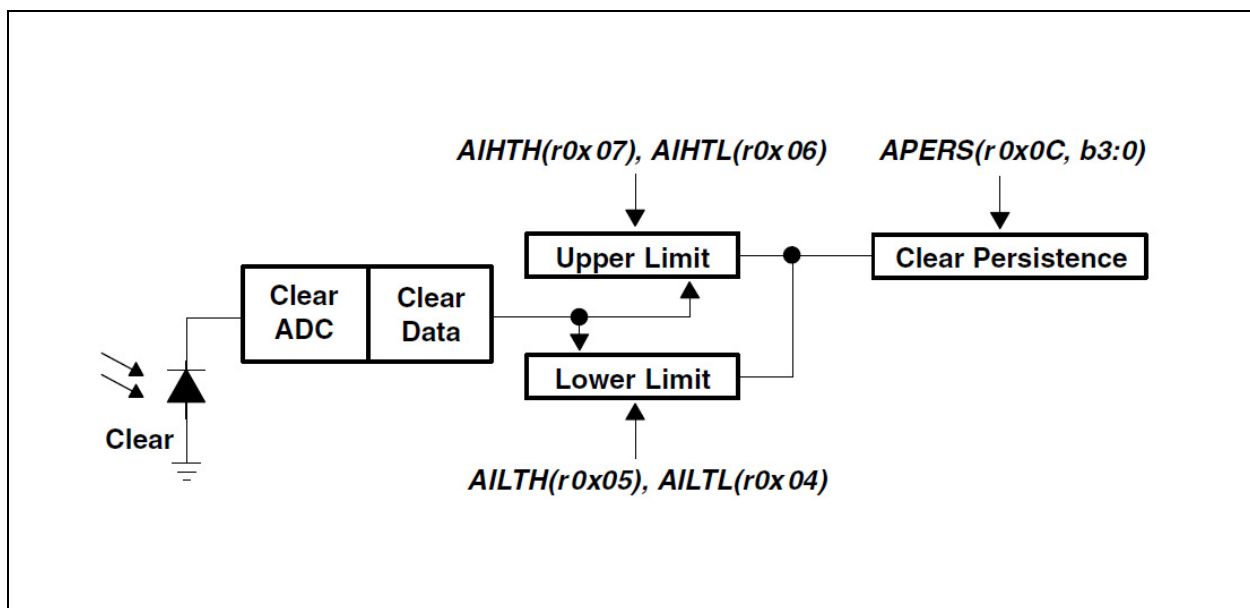 AIHTH(r0x07), AIHTL(r0x06)
APERS(r0x0C, b3:0)
Upper Limit
Clear Persistence
Clear
ADC
Clear
Data
Lower Limit
Clear
AILTH(r0x05), AILTL(r0x04)